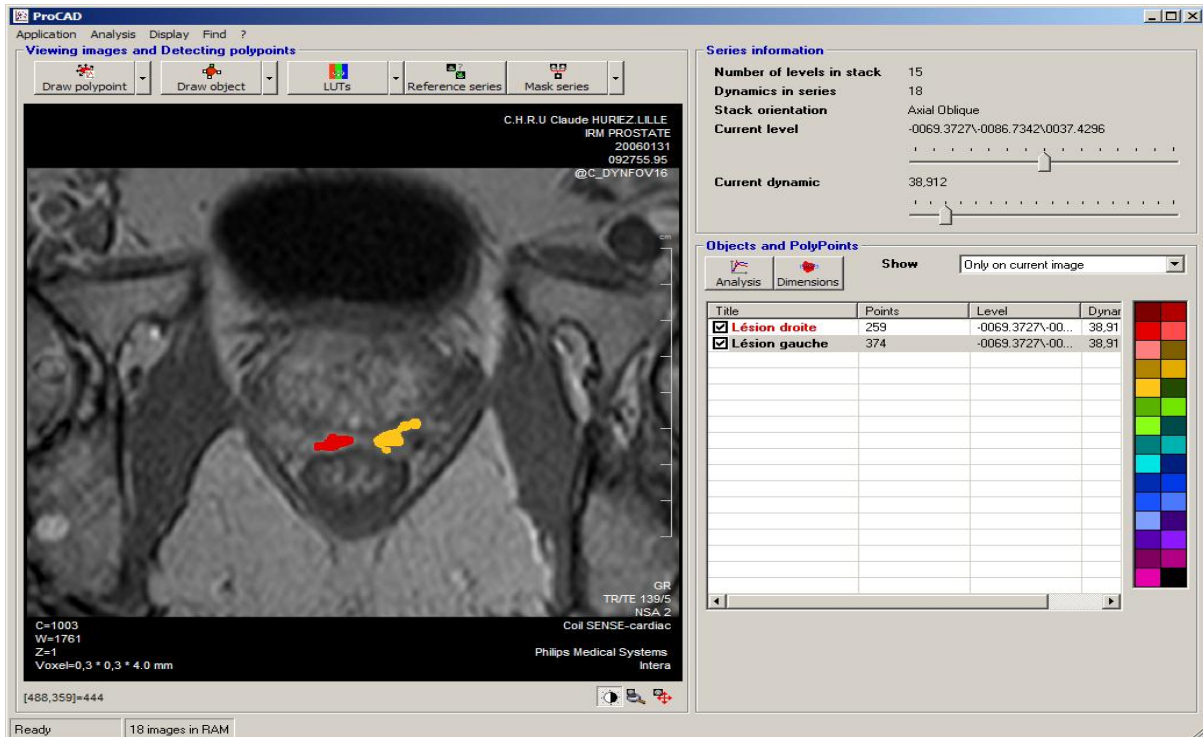 ProCAD
Application Analysis Display Find ?
Viewing images and Detecting polypoints
Draw polypoint
Draw object
LUTs
Reference series
Mask series
C.H.R.U Claude HURIEZ.LILLE
IRM PROSTATE
20060131
092755.95
@C_DYNFOV16
cm
GR
TR/TE 139/5
NSA 2
Coil SENSE-cardiac
Philips Medical Systems
Intera
C=1003
W=1761
Z=1
Voxel=0,3 * 0,3 * 4.0 mm
[488,359]=444
Ready
18 images in RAM
Series information
Number of levels in stack 15
Dynamics in series 18
Stack orientation Axial Oblique
Current level -0069.3727\-0086.7342\0037.4296
Current dynamic 38,912
Objects and PolyPoints
Analysis
Dimensions
Show Only on current image
Title Points Level Dynar
Lésion droite 259 -0069.3727\-00... 38,91
Lésion gauche 374 -0069.3727\-00... 38,91